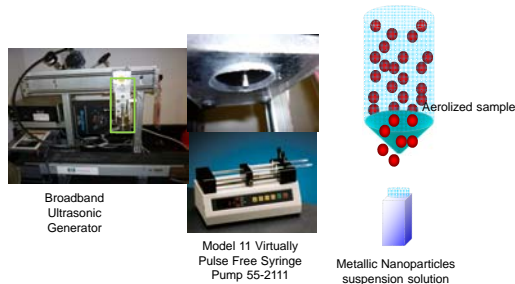 Aerolized sample
Broadband
Ultrasonic
Generator
Model 11 Virtually
Pulse Free Syringe
Pump 55-2111
Metallic Nanoparticles
suspension solution